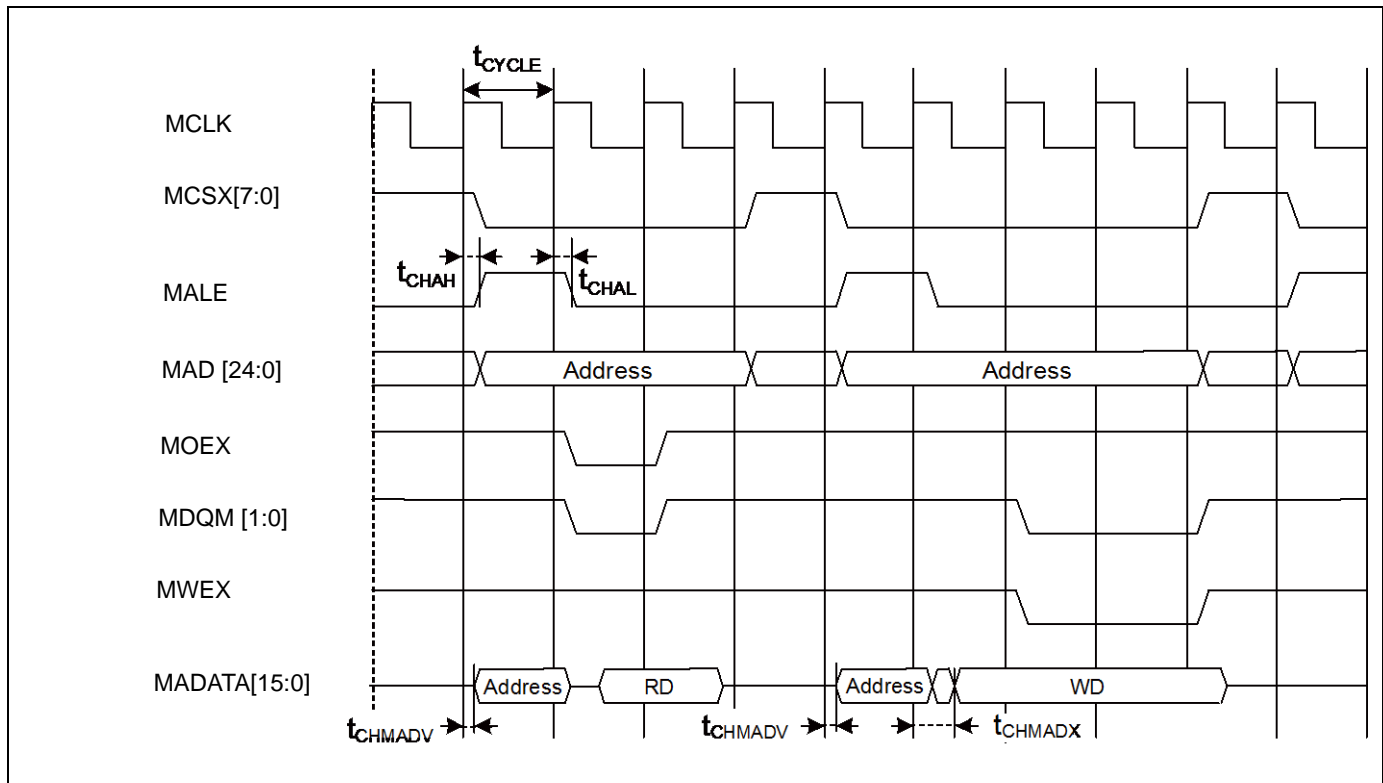 tCYCLE
MCLK
MCSX[7:0]
tCHAH
tCHAL
MALE
MAD [24:0]
Address
Address
MOEX
MDQM [1:0]
MWEX
MADATA[15:0]
Address
RD
Address
WD
tCHMADV
tCHMADV
tCHMADX